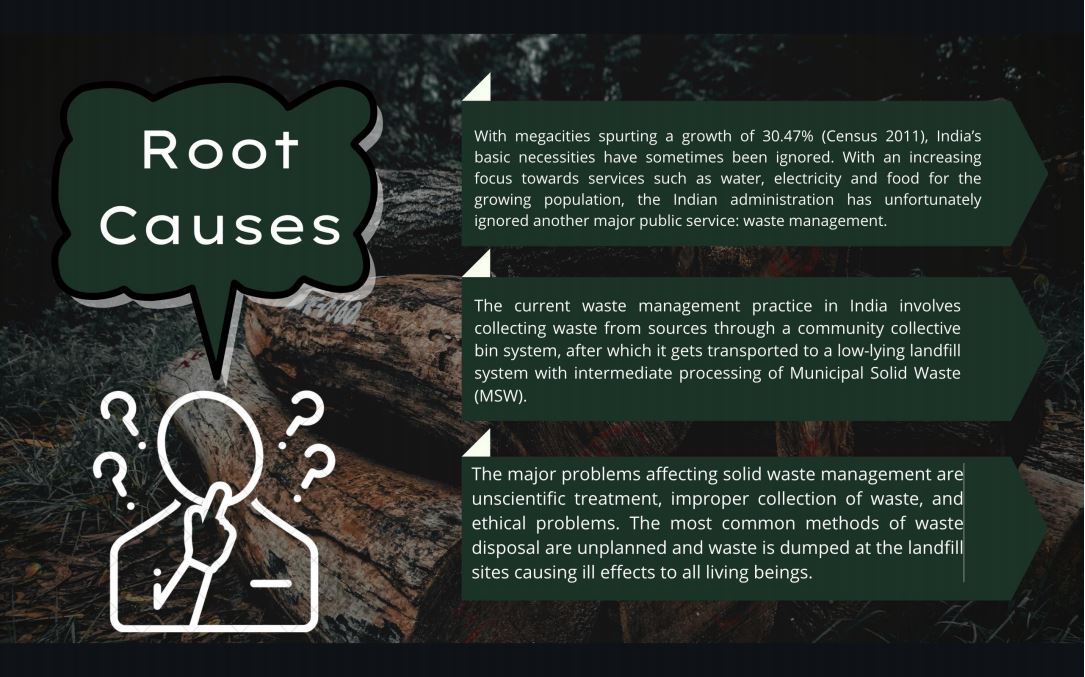 Root
Causes
With megacities spurting a growth of 30.47% (Census 2011), India’s
basic necessities have sometimes been ignored. With an increasing
focus towards services such as water, electricity and food for the
growing population, the Indian administration has unfortunately
ignored another major public service: waste management.
The current waste management practice in India involves
collecting waste from sources through a community collective
bin system, after which it gets transported to a low-lying landfill
system with intermediate processing of Municipal Solid Waste
(MSW).
The major problems affecting solid waste management are
unscientific treatment, improper collection of waste, and
ethical problems. The most common methods of waste
disposal are unplanned and waste is dumped at the landfill
sites causing ill effects to all living beings.